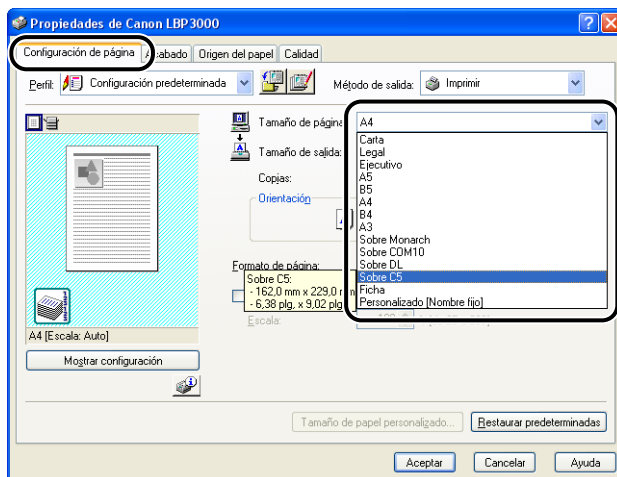 Propiedades de Canon LBP3000
Configuración de página
Acabado
Origen del papel
Calidad
Perfil:
Configuración predeterminada
Método de salida:
Imprimir
Tamaño de página
A4
Tamaño de salida:
Copias:
Orientación
Carta
Legal
Ejecutivo
A5
B5
A4
B4
A3
Sobre Monarch
Sobre COM10
Sobre DL
Sobre C5
Ficha
Personalizado [Nombre fijo]
Formato de página:
Sobre C5:
- 162,0 mm x 229,0
- 6,38 plg. x 9,02 plg
Escala:
A4 [Escala: Auto]
Mostrar configuración
Tamaño de papel personalizado...
Restaurar predeterminadas
Aceptar
Cancelar
Ayuda